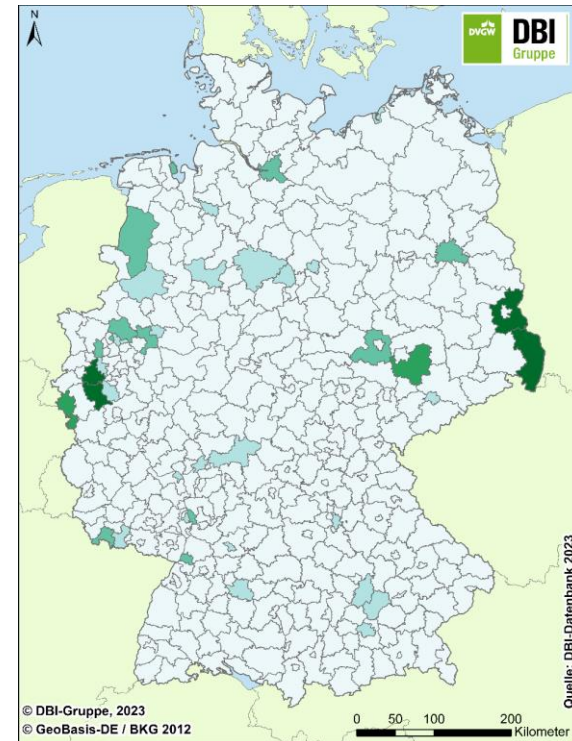 N
DVGW
DBI
Gruppe
Quelle: DBI-Datenbank 2023
© DBI-Gruppe, 2023
© GeoBasis-DE / BKG 2012
0 50 100 200
Kilometer